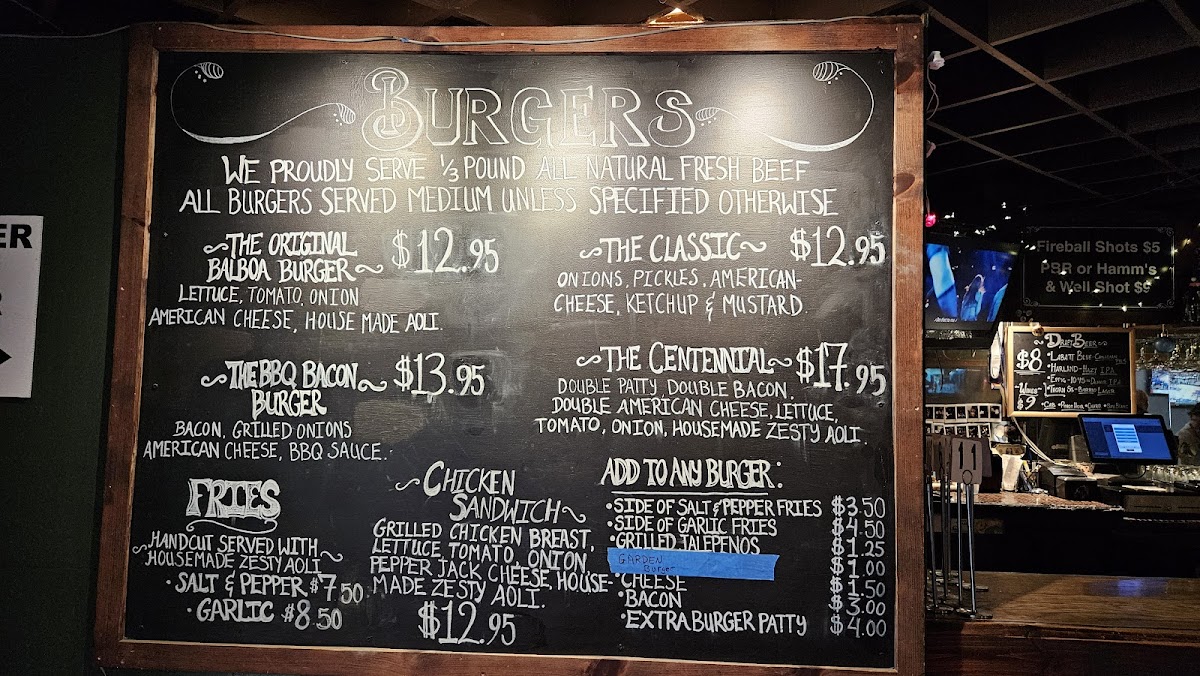 BURGERS
WE PROUDLY SERVE 1/3 POUND ALL NATURAL FRESH BEEF
ALL BURGERS SERVED MEDIUM UNLESS SPECIFIED OTHERWISE
~THE ORIGINAL
BALBOA BURGER~ $12.95
LETTUCE, TOMATO, ONION
AMERICAN CHEESE, HOUSE MADE AOLI.
~THE CLASSIC~ $12.95
ONIONS, PICKLES, AMERICAN-
CHEESE, KETCHUP & MUSTARD.
~THE BBQ BACON~ $13.95
BURGER
BACON, GRILLED ONIONS
AMERICAN CHEESE, BBQ SAUCE.
~THE CENTENNIAL~ $17.95
DOUBLE PATTY, DOUBLE BACON.
DOUBLE AMERICAN CHEESE, LETTUCE,
TOMATO, ONION, HOUSEMADE ZESTY AOLI.
FRIES
~HANDCUT SERVED WITH~
HOUSEMADE ZESTY AOLI
•SALT & PEPPER $7.50
•GARLIC $8.50
~CHICKEN
SANDWICH~
GRILLED CHICKEN BREAST,
LETTUCE, TOMATO, ONION,
PEPPER JACK CHEESE, HOUSE-
MADE ZESTY AOLI.
$12.95
ADD TO ANY BURGER:
•SIDE OF SALT & PEPPER FRIES $3.50
•SIDE OF GARLIC FRIES $4.50
•GRILLED JALEPENOS $1.25
GARDEN $1.00
BURGER
•CHEESE $1.50
•BACON $3.00
•EXTRA BURGER PATTY $4.00
ER
Fireball Shots $5
PBR or Hamm's
& Well Shot $9
~DRAFT BEER~
$8
$9
11